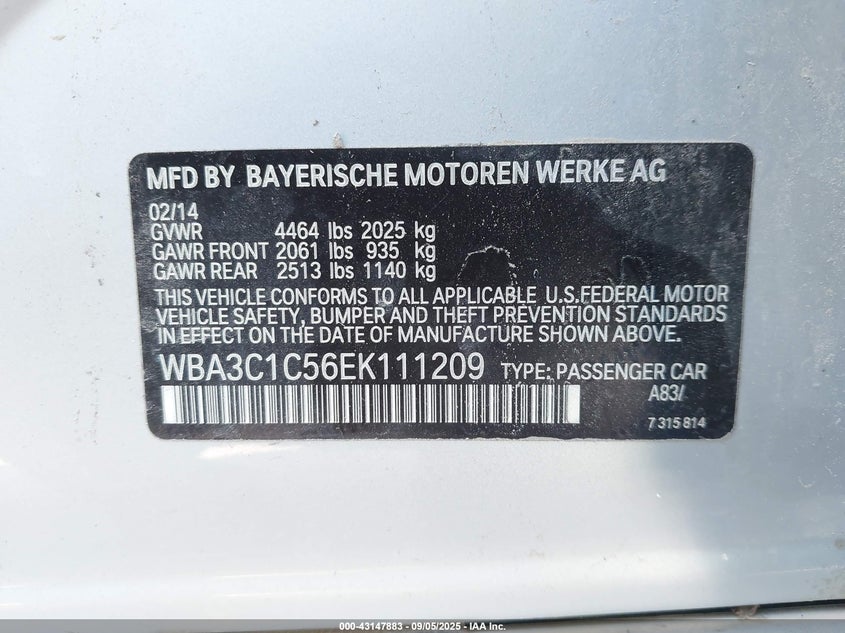 MFD BY BAYERISCHE MOTOREN WERKE AG
02/14
GVWR 4464 lbs 2025 kg
GAWR FRONT 2061 lbs 935 kg
GAWR REAR 2513 lbs 1140 kg
THIS VEHICLE CONFORMS TO ALL APPLICABLE U.S.FEDERAL MOTOR
VEHICLE SAFETY, BUMPER AND THEFT PREVENTION STANDARDS
IN EFFECT ON THE DATE OF MANUFACTURE SHOWN ABOVE.
WBA3C1C56EK111209 TYPE: PASSENGER CAR
A83/
7 315 814
000-43147883 / 09/05/2025 - IAA Inc.